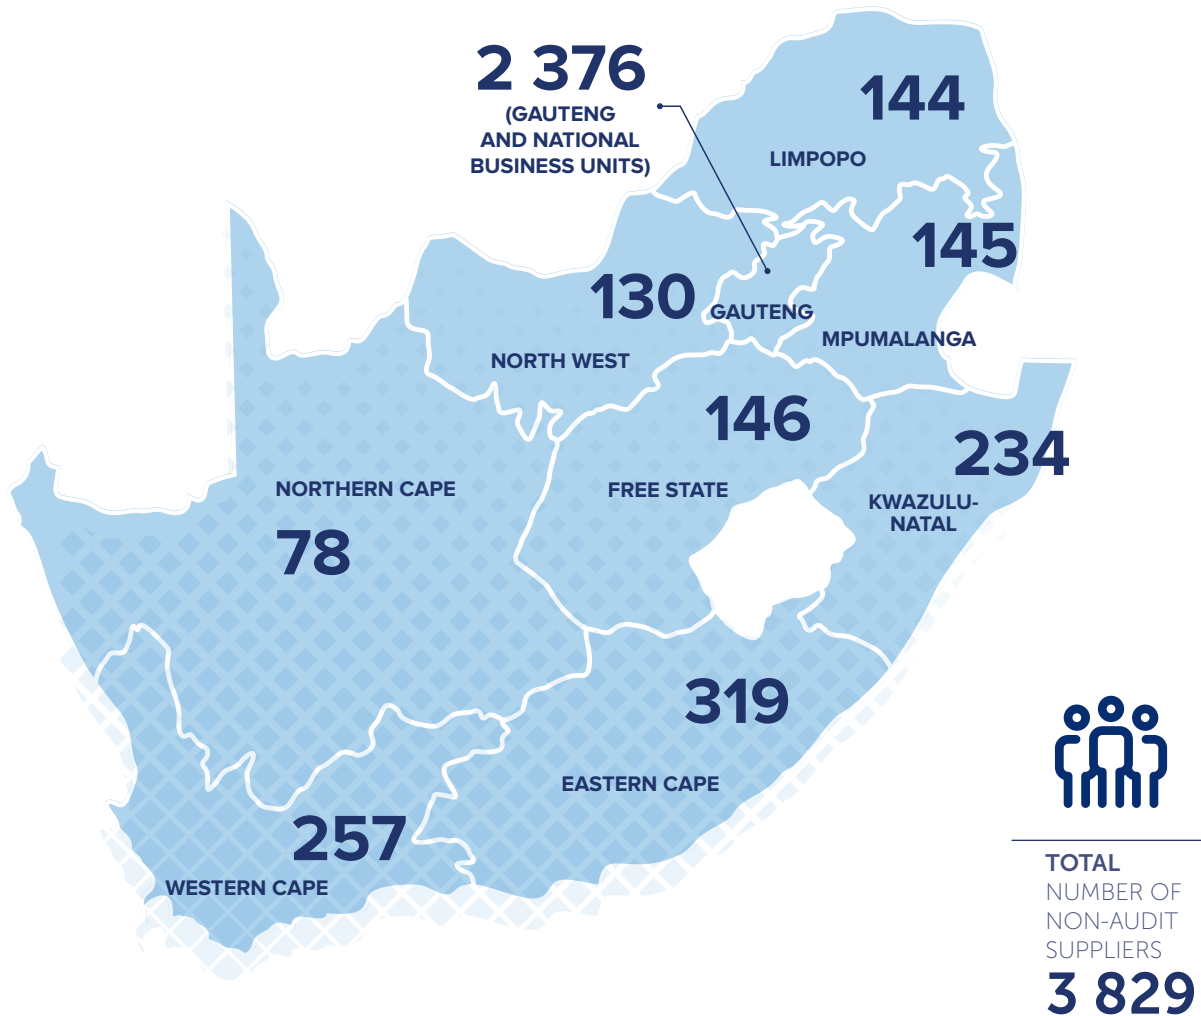 2 376
(GAUTENG
AND NATIONAL
BUSINESS UNITS)
144
LIMPOPO
145
MPUMALANGA
130
NORTH WEST
GAUTENG
146
FREE STATE
234
KWAZULU-
NATAL
NORTHERN CAPE
78
319
EASTERN CAPE
257
WESTERN CAPE
TOTAL
NUMBER OF
NON-AUDIT
SUPPLIERS
3 829